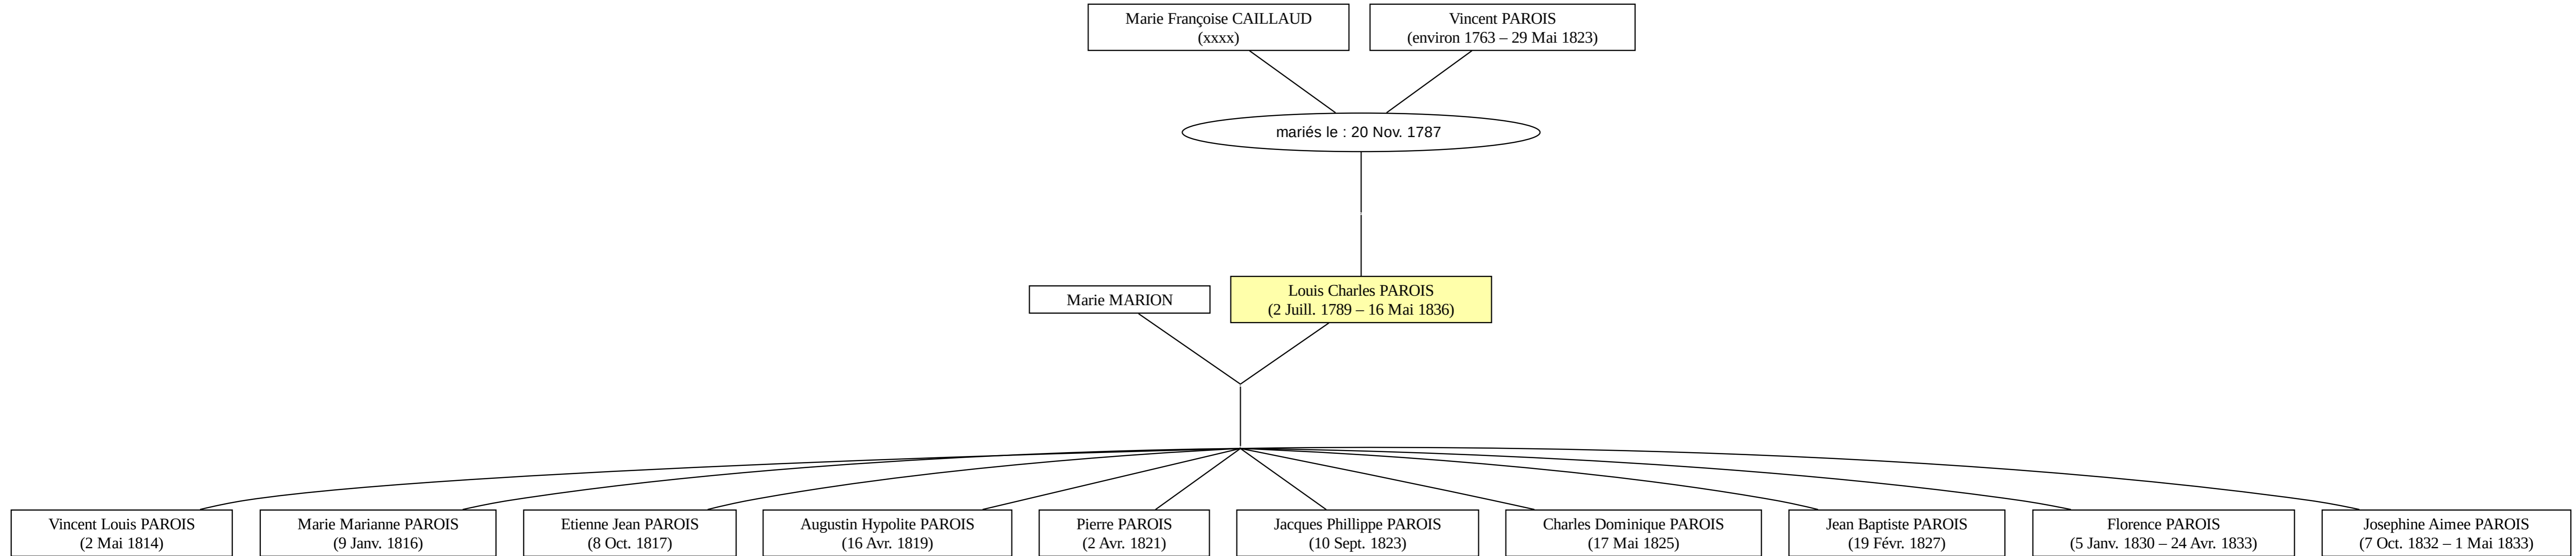 Marie Françoise CAILLAUD
(xxxx)
Vincent PAROIS
(environ 1763 – 29 Mai 1823)
mariés le : 20 Nov. 1787
Marie MARION
Louis Charles PAROIS
(2 Juill. 1789 – 16 Mai 1836)
Vincent Louis PAROIS
(2 Mai 1814)
Marie Marianne PAROIS
(9 Janv. 1816)
Etienne Jean PAROIS
(8 Oct. 1817)
Augustin Hypolite PAROIS
(16 Avr. 1819)
Pierre PAROIS
(2 Avr. 1821)
Jacques Phillippe PAROIS
(10 Sept. 1823)
Charles Dominique PAROIS
(17 Mai 1825)
Jean Baptiste PAROIS
(19 Févr. 1827)
Florence PAROIS
(5 Janv. 1830 – 24 Avr. 1833)
Josephine Aimee PAROIS
(7 Oct. 1832 – 1 Mai 1833)